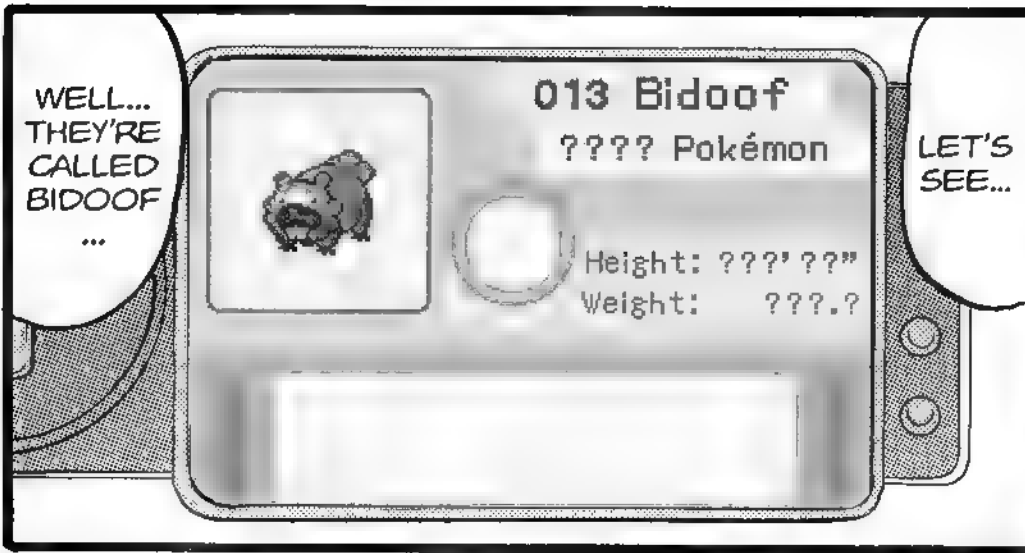 LET'S
SEE...
WELL...
THEY'RE
CALLED
BIDOOF
...
013 Bidoof
???? Pokémon
Height: ???' ??"
Weight: ???.?